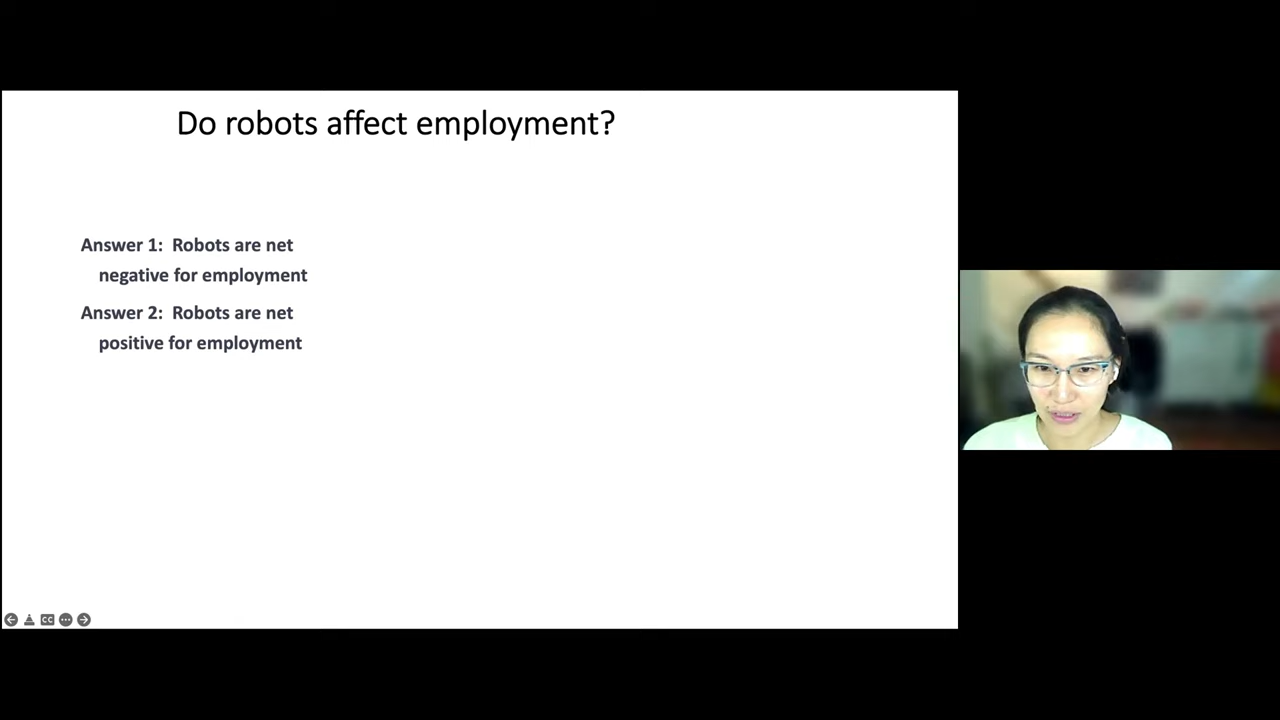 Do robots affect employment?
Answer 1: Robots are net
negative for employment
Answer 2: Robots are net
positive for employment
CC